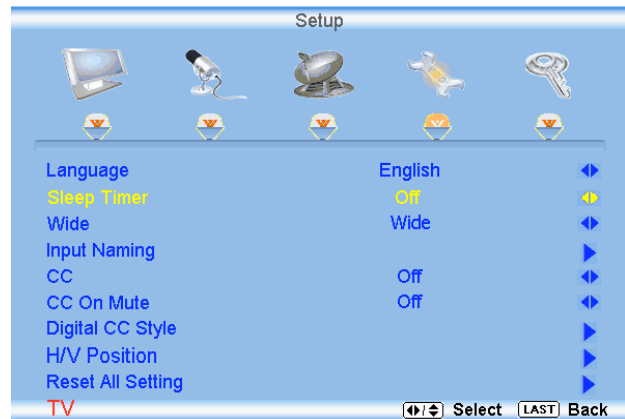 Setup
Language English
Sleep Timer Off
Wide Wide
Input Naming
CC Off
CC On Mute Off
Digital CC Style
H/V Position
Reset All Setting
TV Select LAST Back